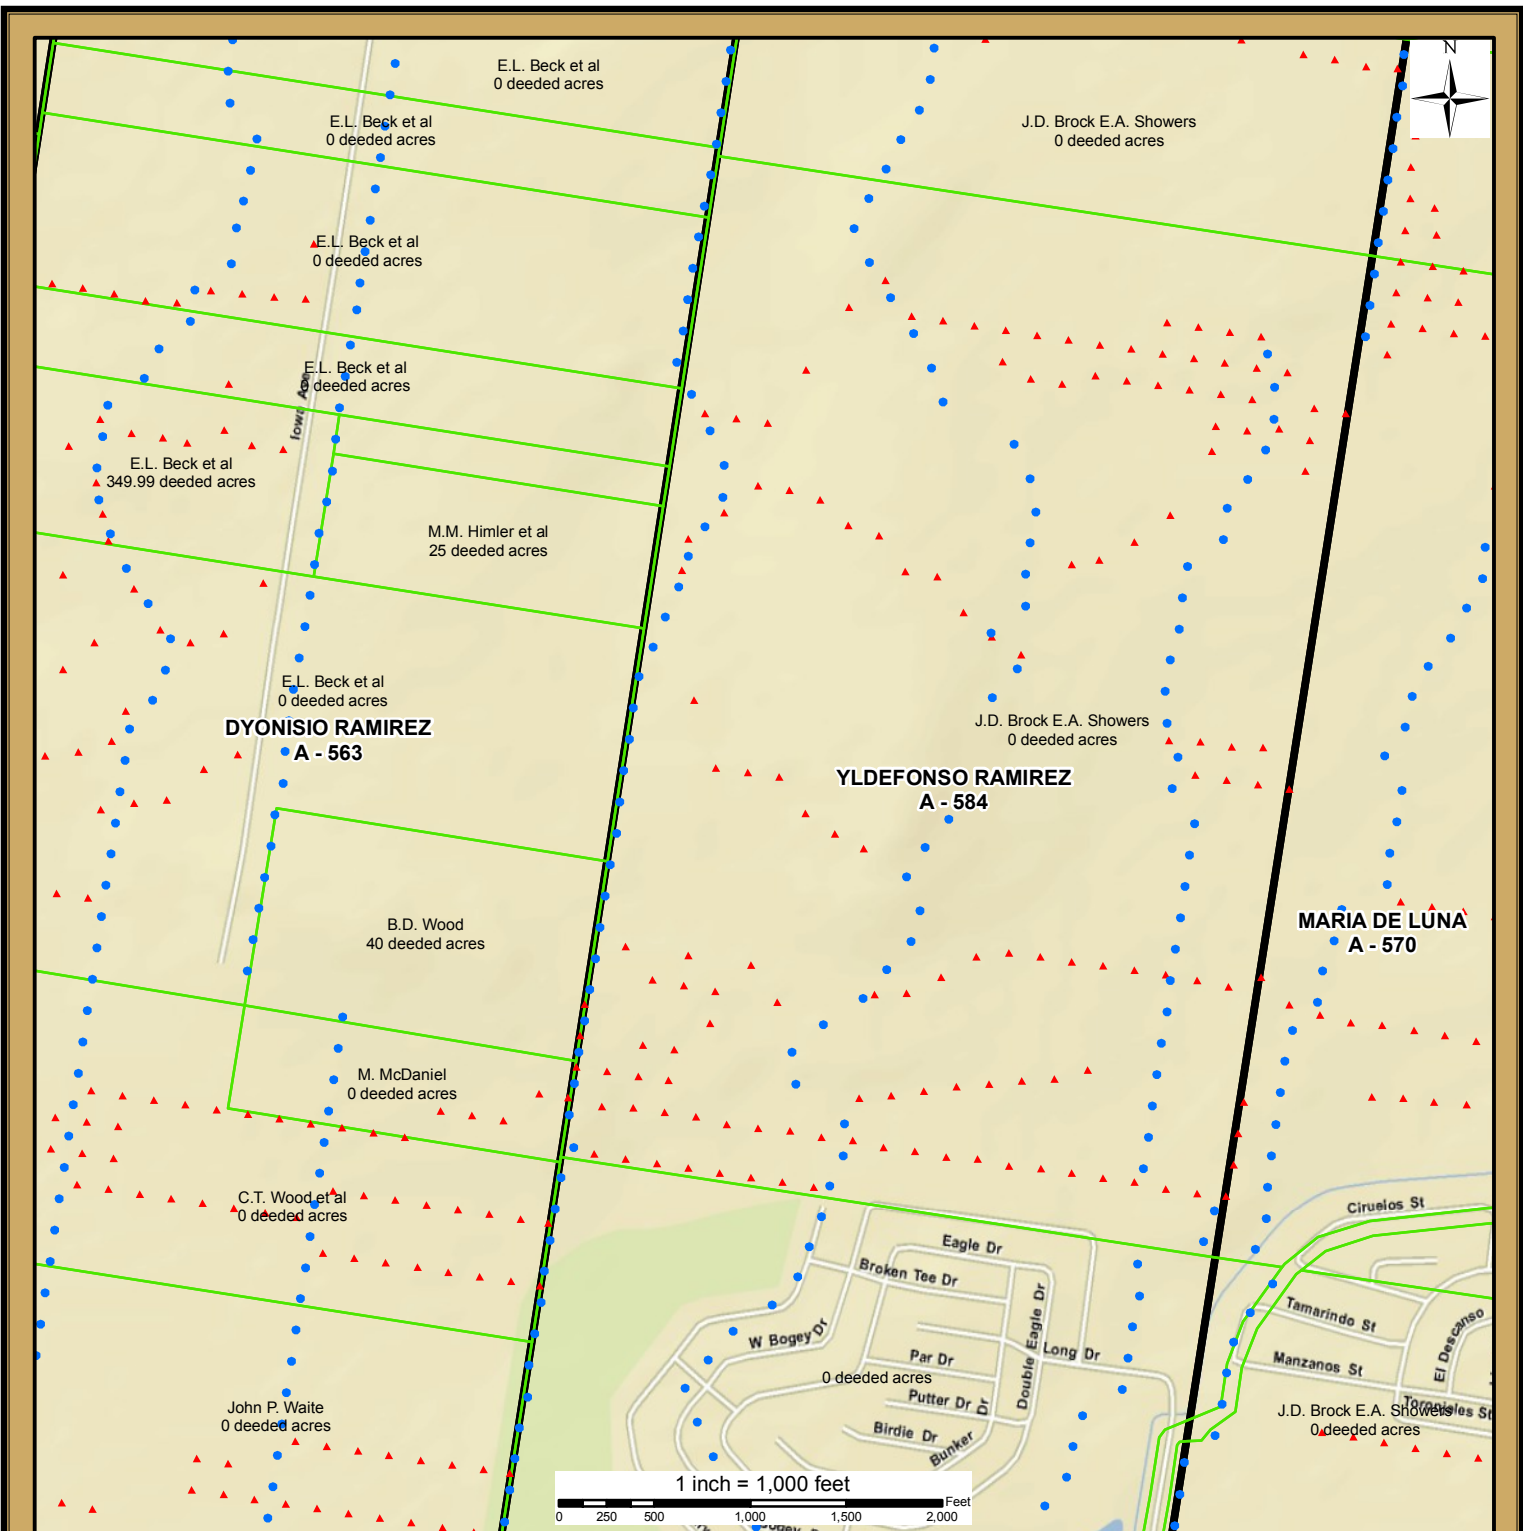 N
E.L. Beck et al
0 deeded acres
E.L. Beck et al
0 deeded acres
J.D. Brock E.A. Showers
0 deeded acres
E.L. Beck et al
0 deeded acres
E.L. Beck et al
0 deeded acres
Iowa Ave
E.L. Beck et al
349.99 deeded acres
M.M. Himler et al
25 deeded acres
E.L. Beck et al
0 deeded acres
DYONISIO RAMIREZ
A - 563
J.D. Brock E.A. Showers
0 deeded acres
YLDEFONSO RAMIREZ
A - 584
B.D. Wood
40 deeded acres
MARIA DE LUNA
A - 570
M. McDaniel
0 deeded acres
C.T. Wood et al
0 deeded acres
Ciruelos St
Eagle Dr
Broken Tee Dr
Double Eagle Dr
Tamarindo St
W Bogey Dr
Long Dr
El Descanso
Par Dr
Manzanos St
0 deeded acres
Putter Dr
Toronjeles St
John P. Waite
0 deeded acres
Birdie Dr
Bunker Dr
J.D. Brock E.A. Showers
0 deeded acres
1 inch = 1,000 feet
Feet
0 250 500 1,000 1,500 2,000